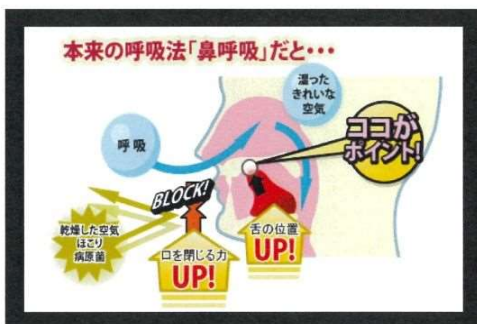 本来の呼吸法「鼻呼吸」だと・・・
湿った
きれいな
空気
呼吸
ココが
ポイント!
BLOCK!
乾燥した空気
ほこり
病原菌
口を閉じる力
UP!
舌の位置
UP!